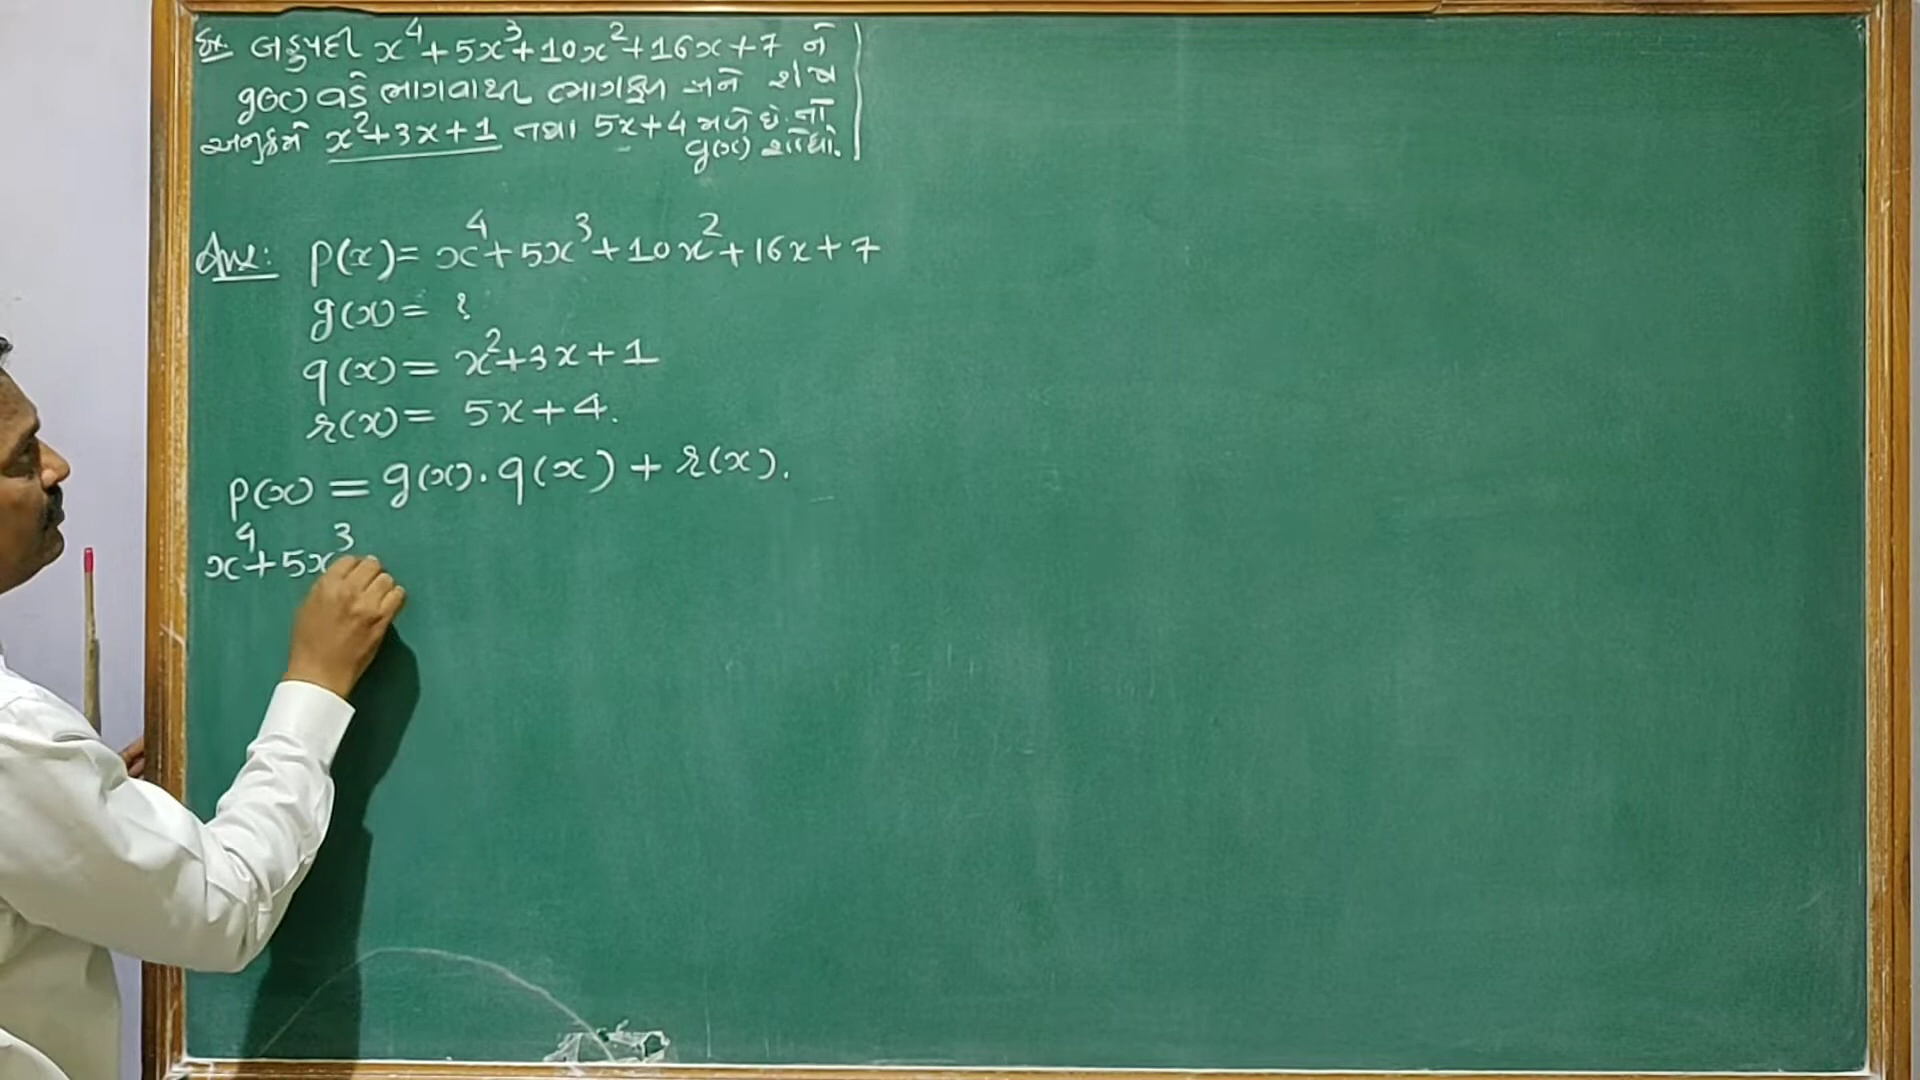 Ex. બહુપદી x⁴+5x³+10x²+16x+7 ને
g(x) વડે ભાગવાથી ભાગફળ અને શેષ
અનુક્રમે x²+3x+1 તથા 5x+4 મળે છે. તો
g(x) શોધો.
Ans: p(x)= x⁴+5x³+10x²+16x+7
g(x)= ?
q(x)= x²+3x+1
r(x)= 5x+4.
p(x) = g(x).q(x)+r(x).
x⁴+5x³